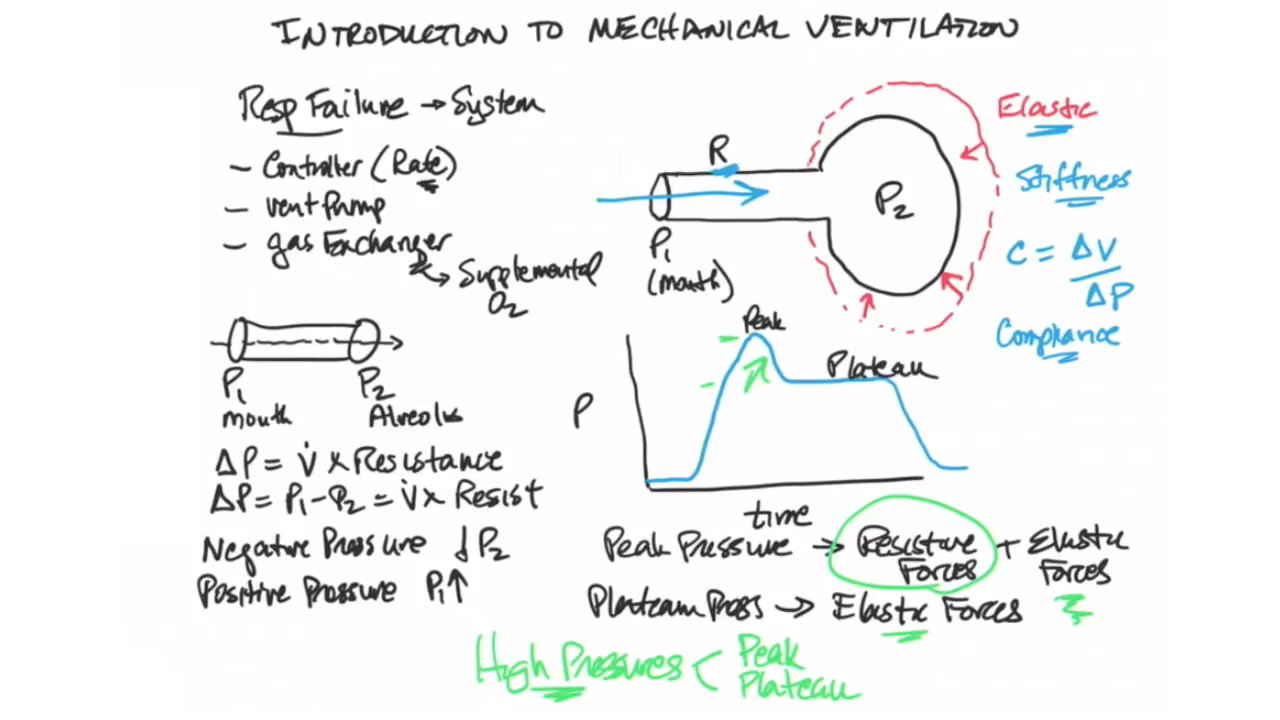 INTRODUCTION TO MECHANICAL VENTILATION
Resp Failure → System
- Controller (Rate)
- vent Pump
- gas Exchanger
→ Supplemental
O2
P1
mouth
P2
Alveolus
ΔP = V̇ x Resistance
ΔP = P1-P2 = V̇ x Resist
Negative Pressure ↓P2
Positive Pressure P1↑
R
P1
(mouth)
P2
Elastic
Stiffness
C = ΔV
ΔP
Compliance
Peak
Plateau
P
time
Peak Pressure → Resistive + Elastic
Forces Forces
Plateau Press → Elastic Forces
High Pressures < Peak
Plateau